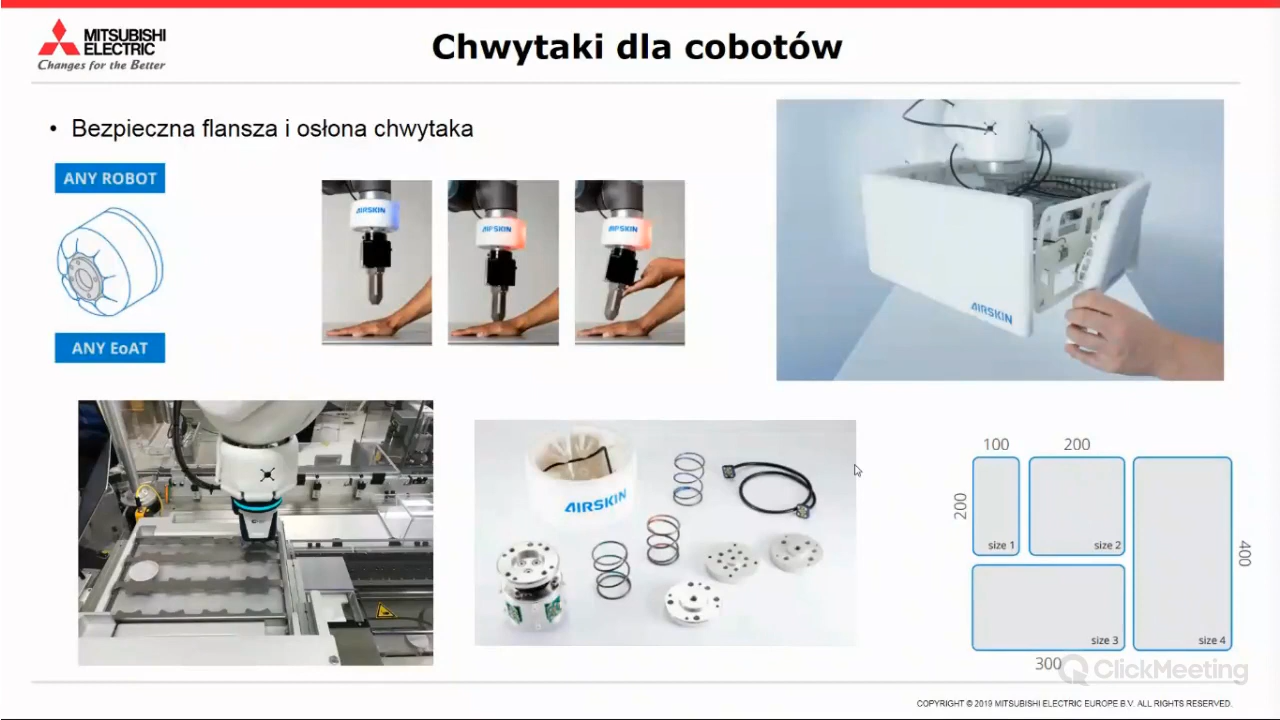 MITSUBISHI
ELECTRIC
Changes for the Better
Chwytaki dla cobotów
• Bezpieczna flansza i osłona chwytaka
ANY ROBOT
ANY EoAT
AIRSKIN
AIRSKIN
AIRSKIN
AIRSKIN
AIRSKIN
100
200
200
size 1
size 2
400
size 3
size 4
300
ClickMeeting
COPYRIGHT © 2019 MITSUBISHI ELECTRIC EUROPE B.V. ALL RIGHTS RESERVED.